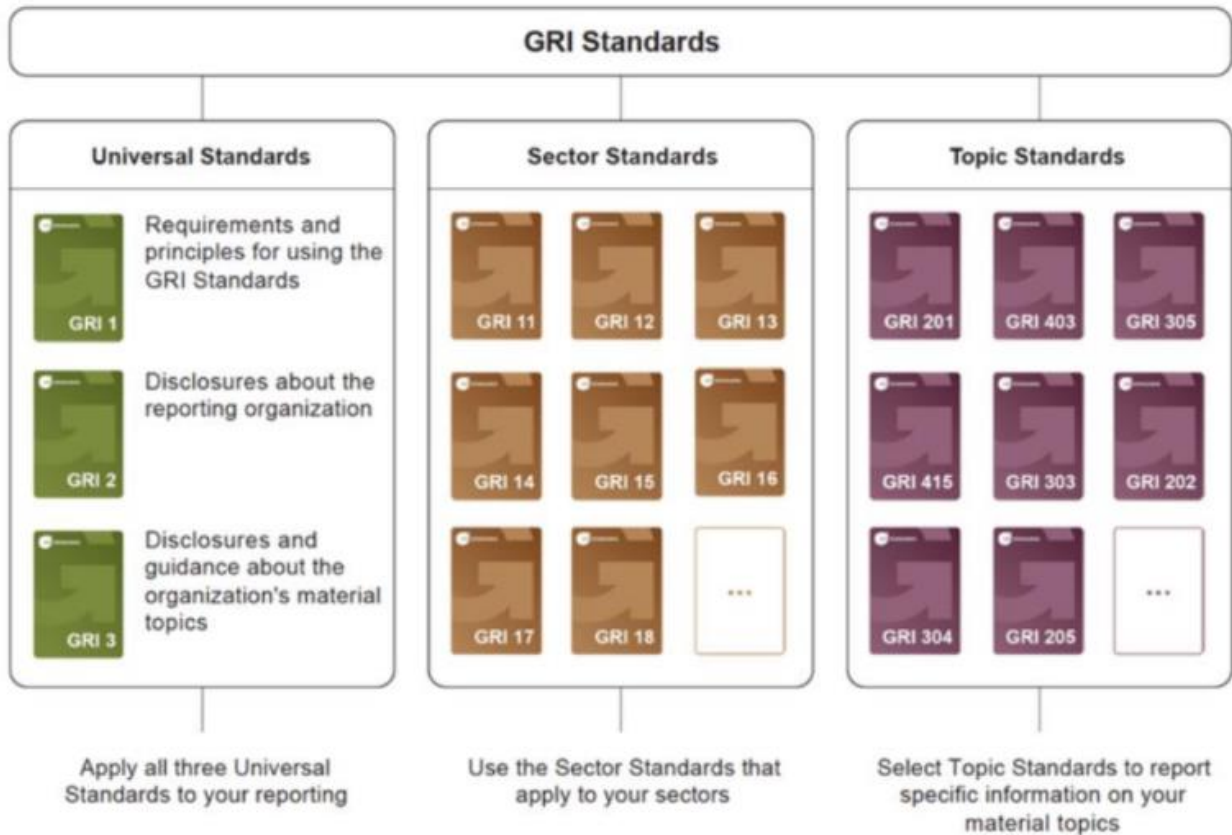 GRI Standards
Universal Standards
Requirements and
principles for using the
GRI Standards
GRI 1
Disclosures about the
reporting organization
GRI 2
Disclosures and
guidance about the
organization's material
topics
GRI 3
Apply all three Universal
Standards to your reporting
Sector Standards
GRI 11
GRI 12
GRI 13
GRI 14
GRI 15
GRI 16
GRI 17
GRI 18
...
Use the Sector Standards that
apply to your sectors
Topic Standards
GRI 201
GRI 403
GRI 305
GRI 415
GRI 303
GRI 202
GRI 304
GRI 205
...
Select Topic Standards to report
specific information on your
material topics